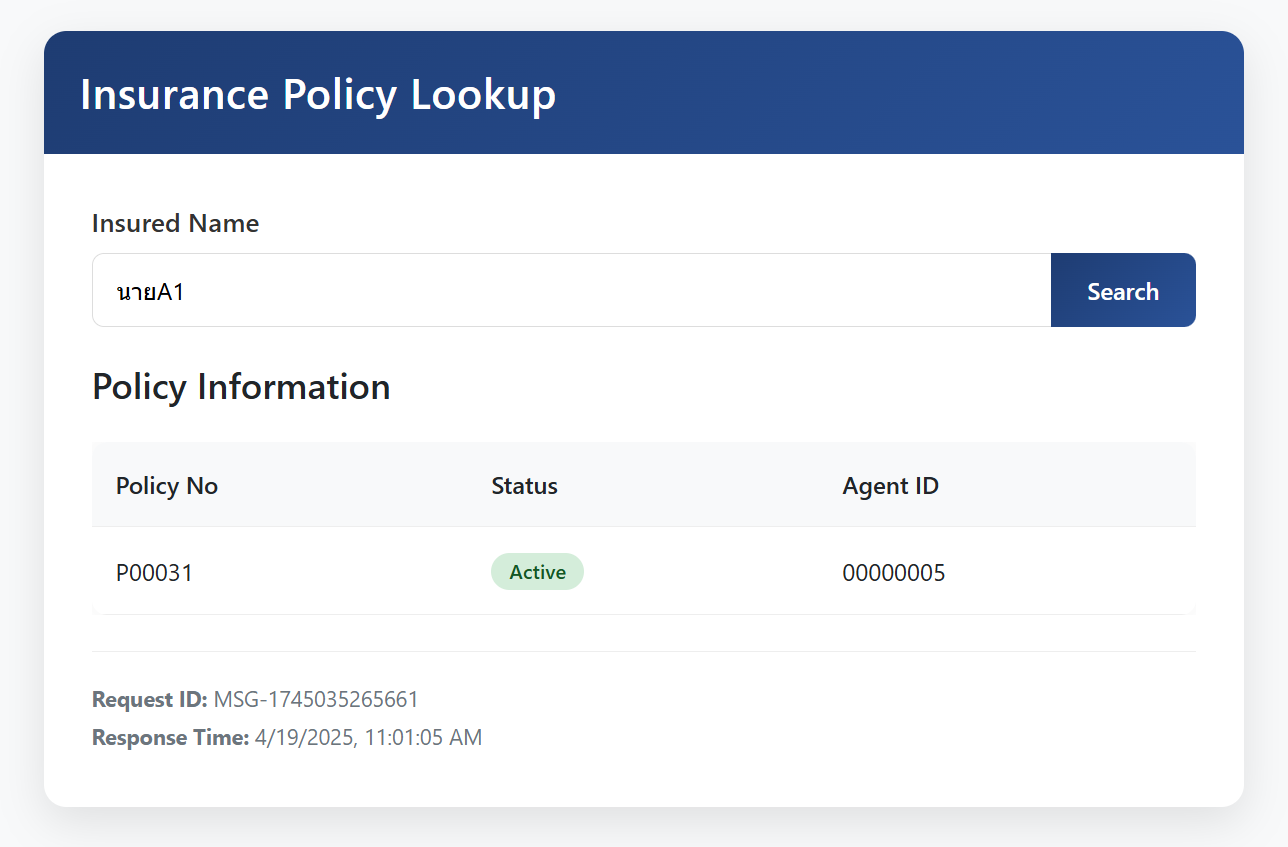 Insurance Policy Lookup
Insured Name
นายA1
Search
Policy Information
Policy No Status Agent ID
P00031 Active 00000005
Request ID: MSG-1745035265661
Response Time: 4/19/2025, 11:01:05 AM